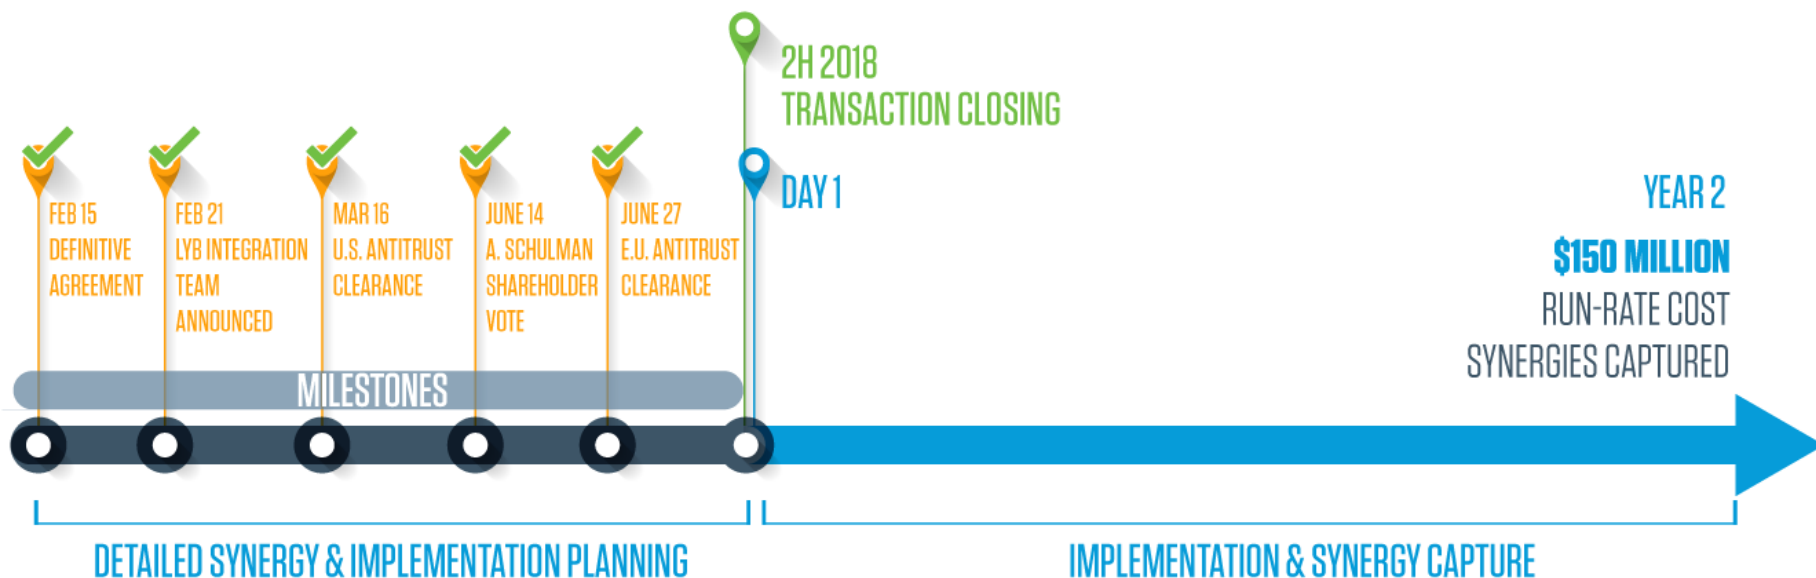 2H 2018
TRANSACTION CLOSING
DAY 1
FEB 15
DEFINITIVE
AGREEMENT
FEB 21
LYB INTEGRATION
TEAM
ANNOUNCED
MAR 16
U.S. ANTITRUST
CLEARANCE
JUNE 14
A. SCHULMAN
SHAREHOLDER
VOTE
JUNE 27
E.U. ANTITRUST
CLEARANCE
YEAR 2
$150 MILLION
RUN-RATE COST
SYNERGIES CAPTURED
MILESTONES
DETAILED SYNERGY & IMPLEMENTATION PLANNING
IMPLEMENTATION & SYNERGY CAPTURE